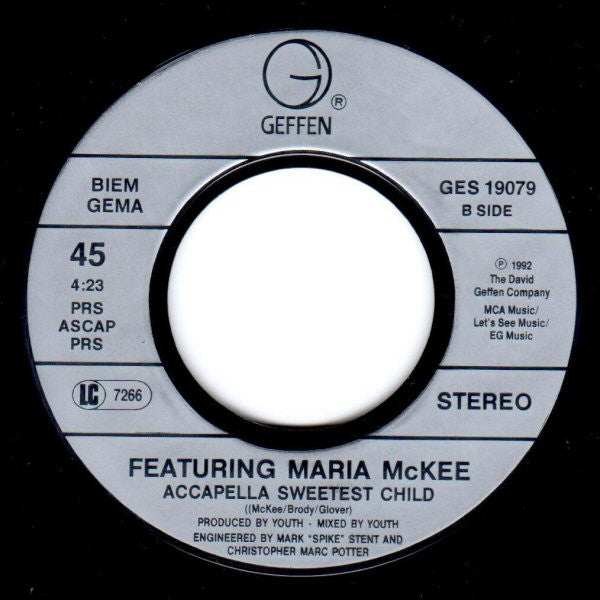 G
®
GEFFEN
BIEM
GEMA
GES 19079
B SIDE
45
4:23
PRS
ASCAP
PRS
℗ 1992
The David
Geffen Company
MCA Music/
Let's See Music/
EG Music
LC 7266
STEREO
FEATURING MARIA McKEE
ACCAPELLA SWEETEST CHILD
((McKee/Brody/Glover)
PRODUCED BY YOUTH - MIXED BY YOUTH
ENGINEERED BY MARK "SPIKE" STENT AND
CHRISTOPHER MARC POTTER